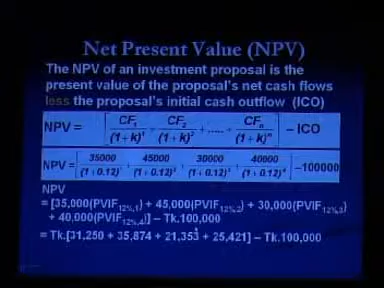 Net Present Value (NPV)
The NPV of an investment proposal is the
present value of the proposal's net cash flows
less the proposal's initial cash outflow (ICO)
NPV = [ CF1/(1+k)^1 + CF2/(1+k)^2 + ..... + CFn/(1+k)^n ] – ICO
NPV = [ 35000/(1+0.12)^1 + 45000/(1+0.12)^2 + 30000/(1+0.12)^3 + 40000/(1+0.12)^4 ] –100000
NPV
= [35,000(PVIF12%,1) + 45,000(PVIF12%,2) + 30,000(PVIF12%,3)
+ 40,000(PVIF12%,4)] – Tk.100,000
= Tk.[31,250 + 35,874 + 21,353 + 25,421] – Tk.100,000